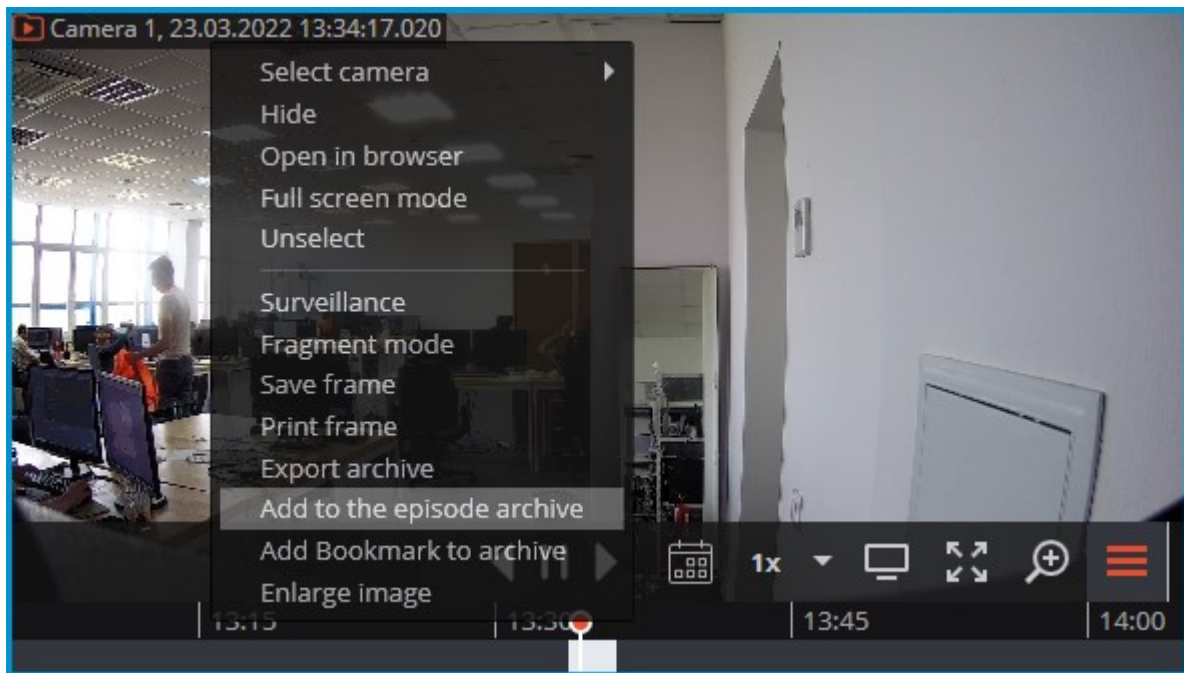 Camera 1, 23.03.2022 13:34:17.020
Select camera
Hide
Open in browser
Full screen mode
Unselect
Surveillance
Fragment mode
Save frame
Print frame
Export archive
Add to the episode archive
Add Bookmark to archive
Enlarge image
1x
13:15 13:30 13:45 14:00